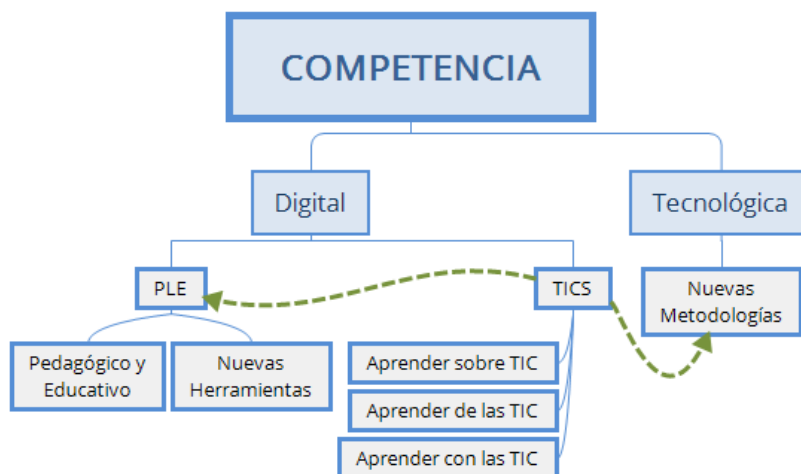 COMPETENCIA
Digital
Tecnológica
PLE
TICS
Nuevas
Metodologías
Pedagógico y
Educativo
Nuevas
Herramientas
Aprender sobre TIC
Aprender de las TIC
Aprender con las TIC